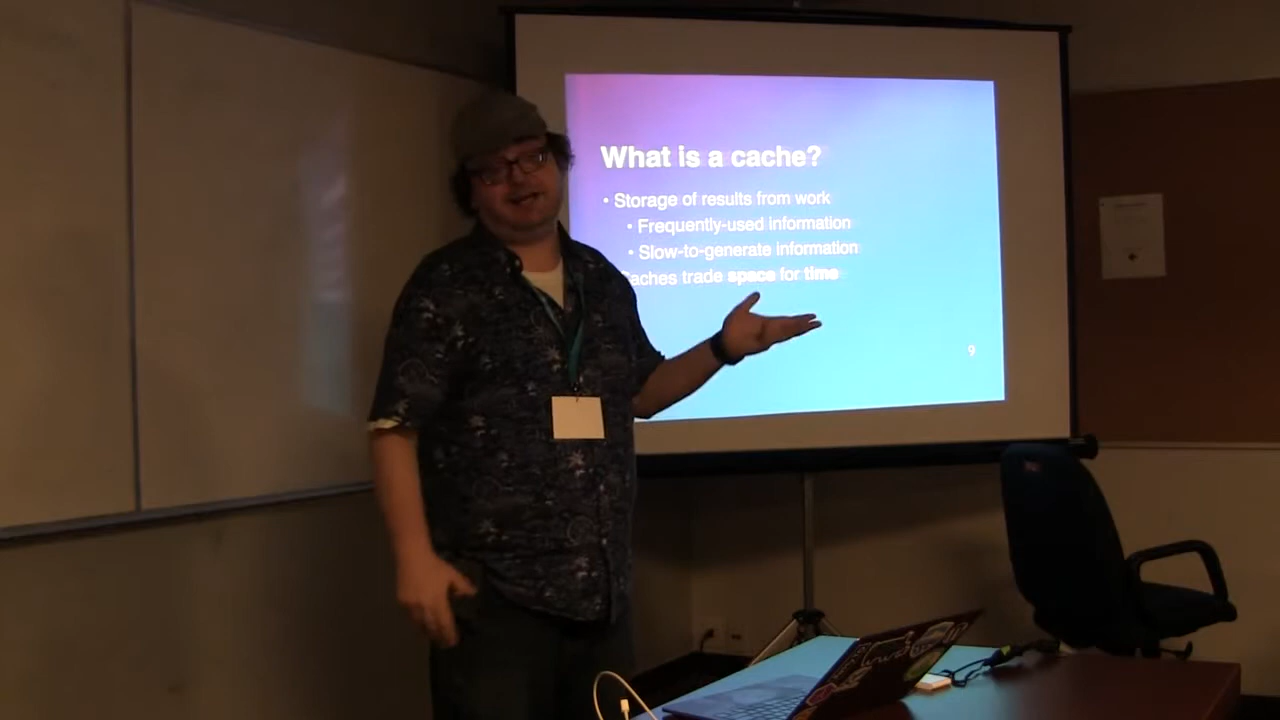 What is a cache?
• Storage of results from work
• Frequently-used information
• Slow-to-generate information
Caches trade space for time
9